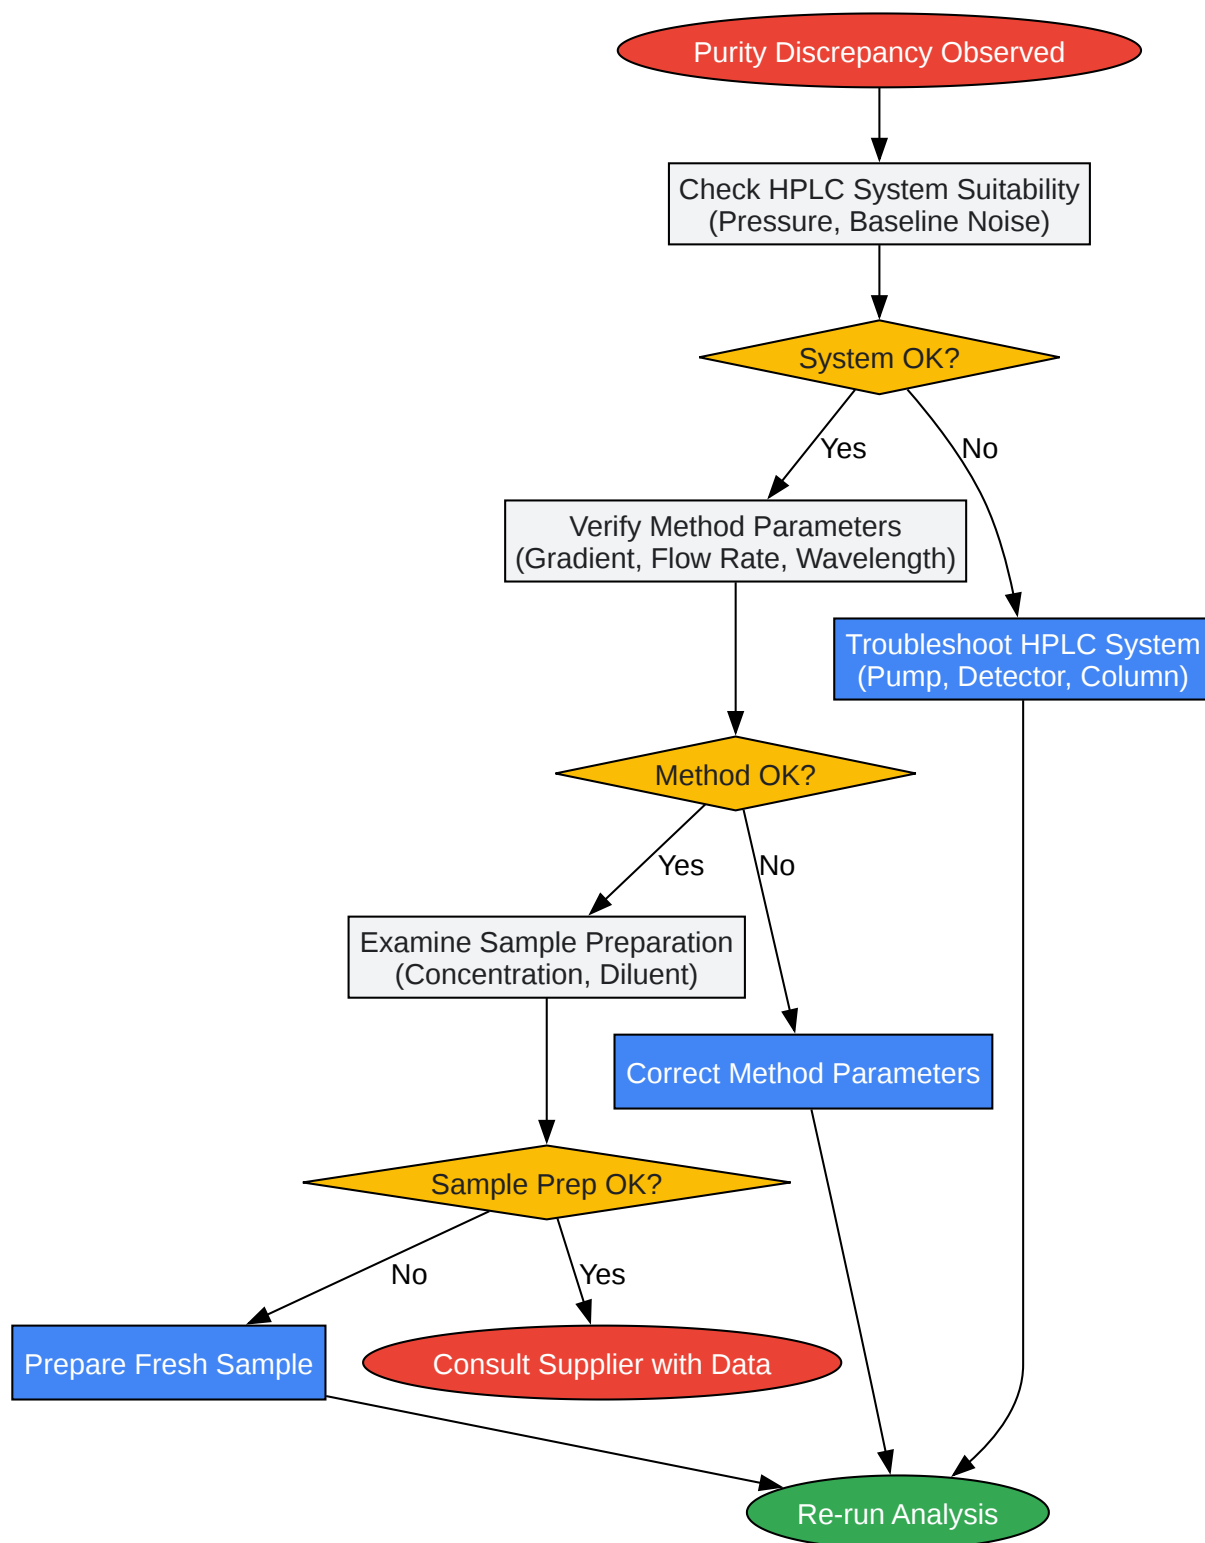 Purity Discrepancy Observed
Check HPLC System Suitability
(Pressure, Baseline Noise)
System OK?
Yes
No
Verify Method Parameters
(Gradient, Flow Rate, Wavelength)
Troubleshoot HPLC System
(Pump, Detector, Column)
Method OK?
Yes
No
Examine Sample Preparation
(Concentration, Diluent)
Correct Method Parameters
Sample Prep OK?
No
Yes
Prepare Fresh Sample
Consult Supplier with Data
Re-run Analysis